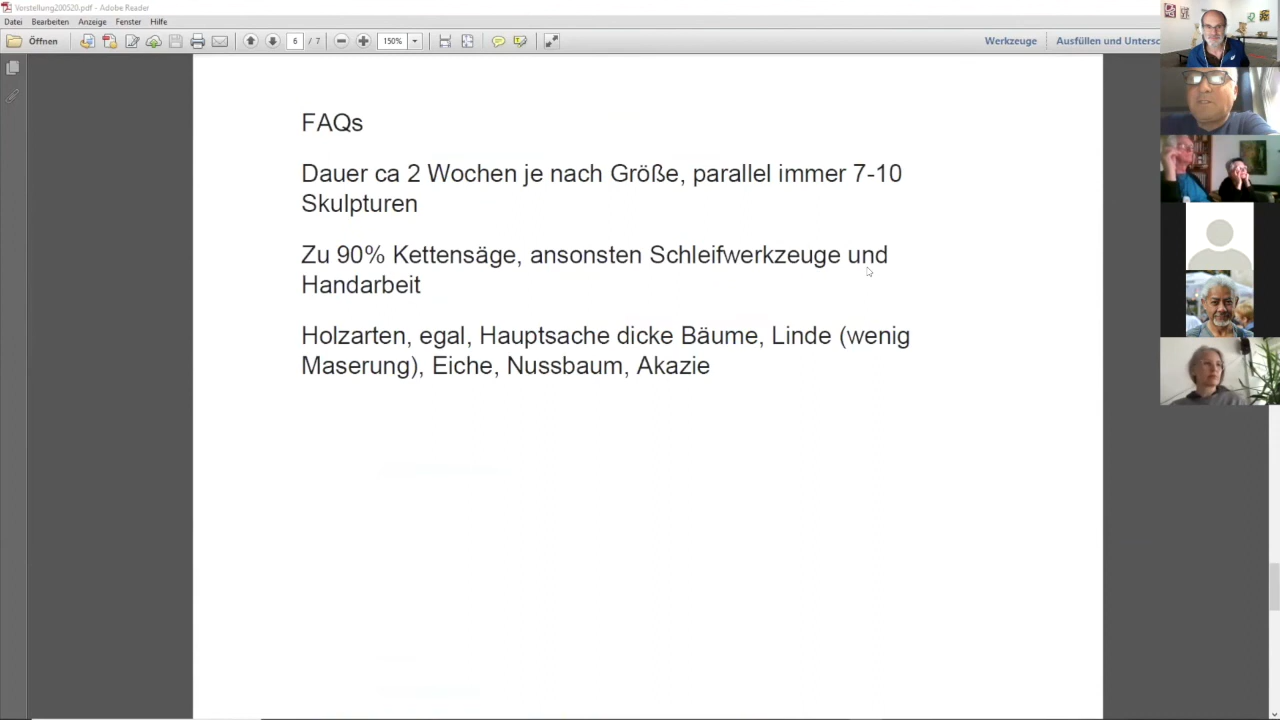 Vorstellung200520.pdf - Adobe Reader
Datei Bearbeiten Anzeige Fenster Hilfe
Öffnen 6 / 7 150% Werkzeuge Ausfüllen und Untersc
FAQs
Dauer ca 2 Wochen je nach Größe, parallel immer 7-10
Skulpturen
Zu 90% Kettensäge, ansonsten Schleifwerkzeuge und
Handarbeit
Holzarten, egal, Hauptsache dicke Bäume, Linde (wenig
Maserung), Eiche, Nussbaum, Akazie